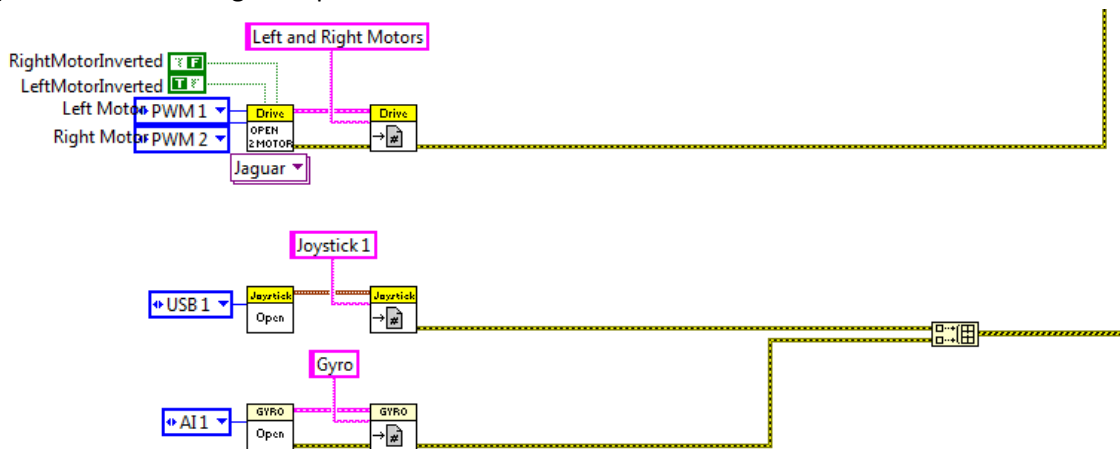 Left and Right Motors
RightMotorInverted F
LeftMotorInverted T
Left Motor PWM 1
Right Motor PWM 2
Drive
OPEN
2 MOTOR
Drive
#
Jaguar
Joystick 1
USB 1
Joystick
Open
Joystick
#
Gyro
AI 1
GYRO
Open
GYRO
#